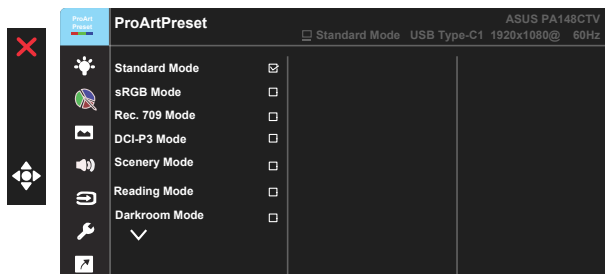 ProArt
Preset
ProArtPreset
ASUS PA148CTV
Standard Mode USB Type-C1 1920x1080@ 60Hz
Standard Mode
sRGB Mode
Rec. 709 Mode
DCI-P3 Mode
Scenery Mode
Reading Mode
Darkroom Mode